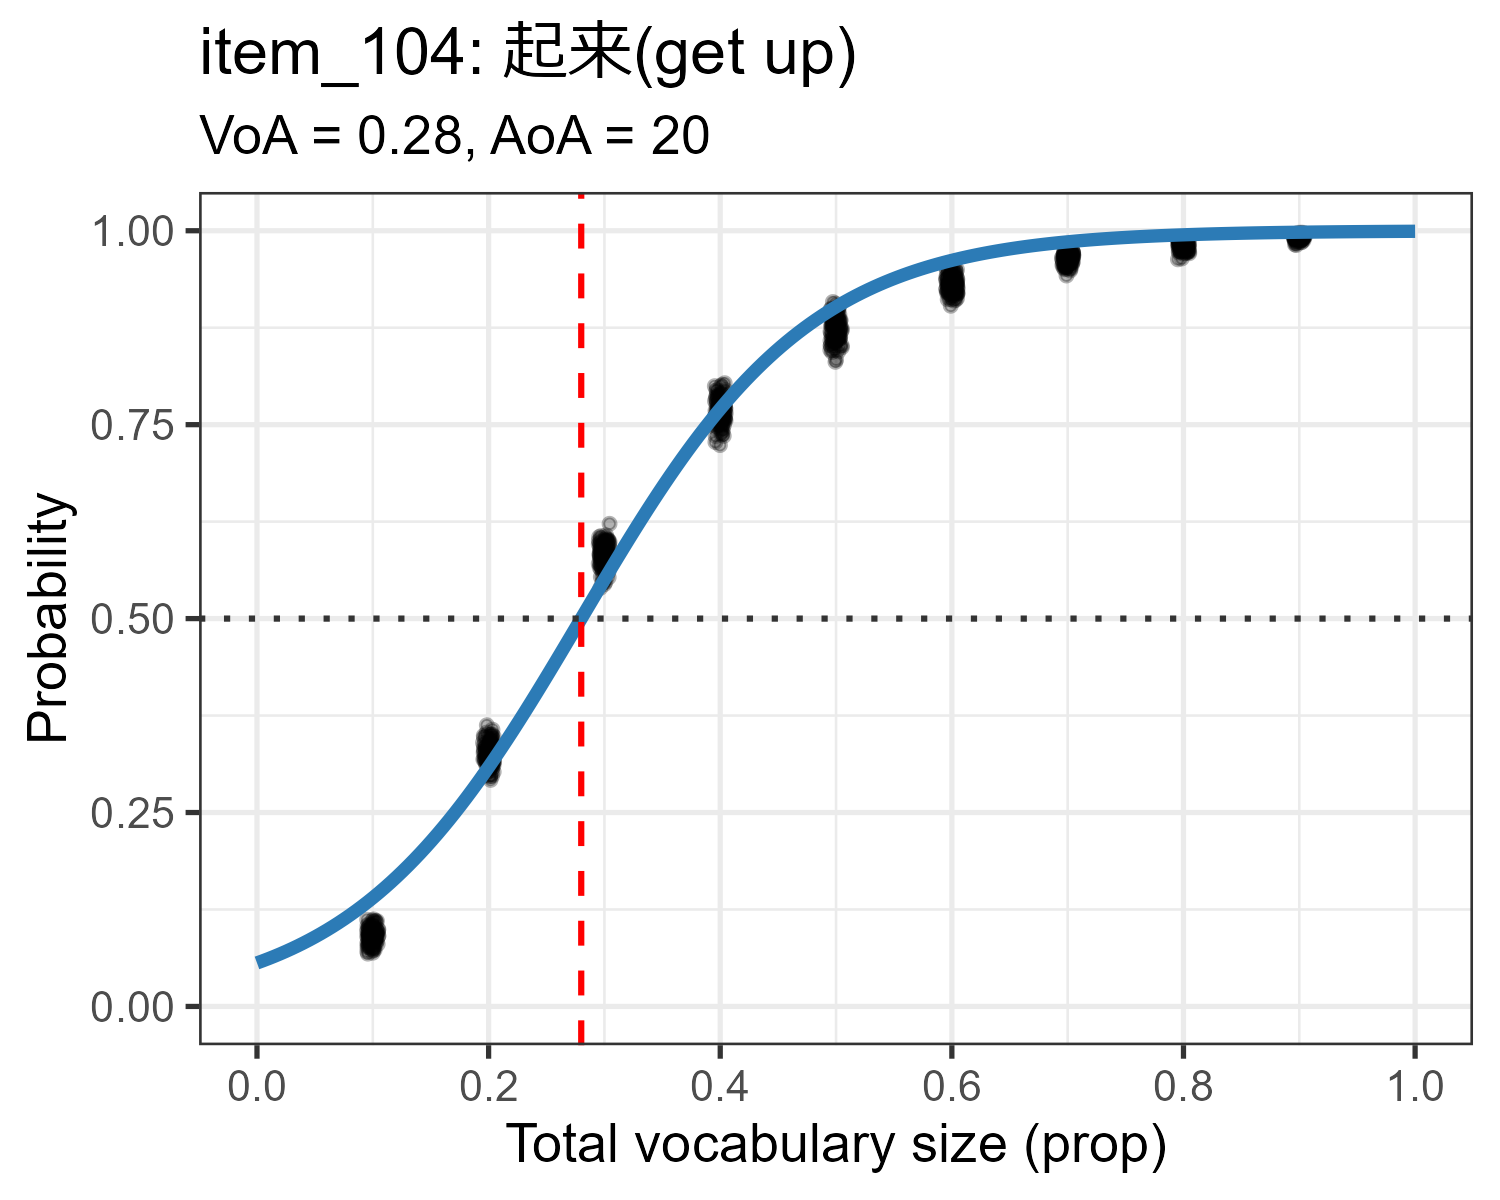 item_104: 起来(get up)
VoA = 0.28, AoA = 20
Probability
1.00
0.75
0.50
0.25
0.00
0.0 0.2 0.4 0.6 0.8 1.0
Total vocabulary size (prop)